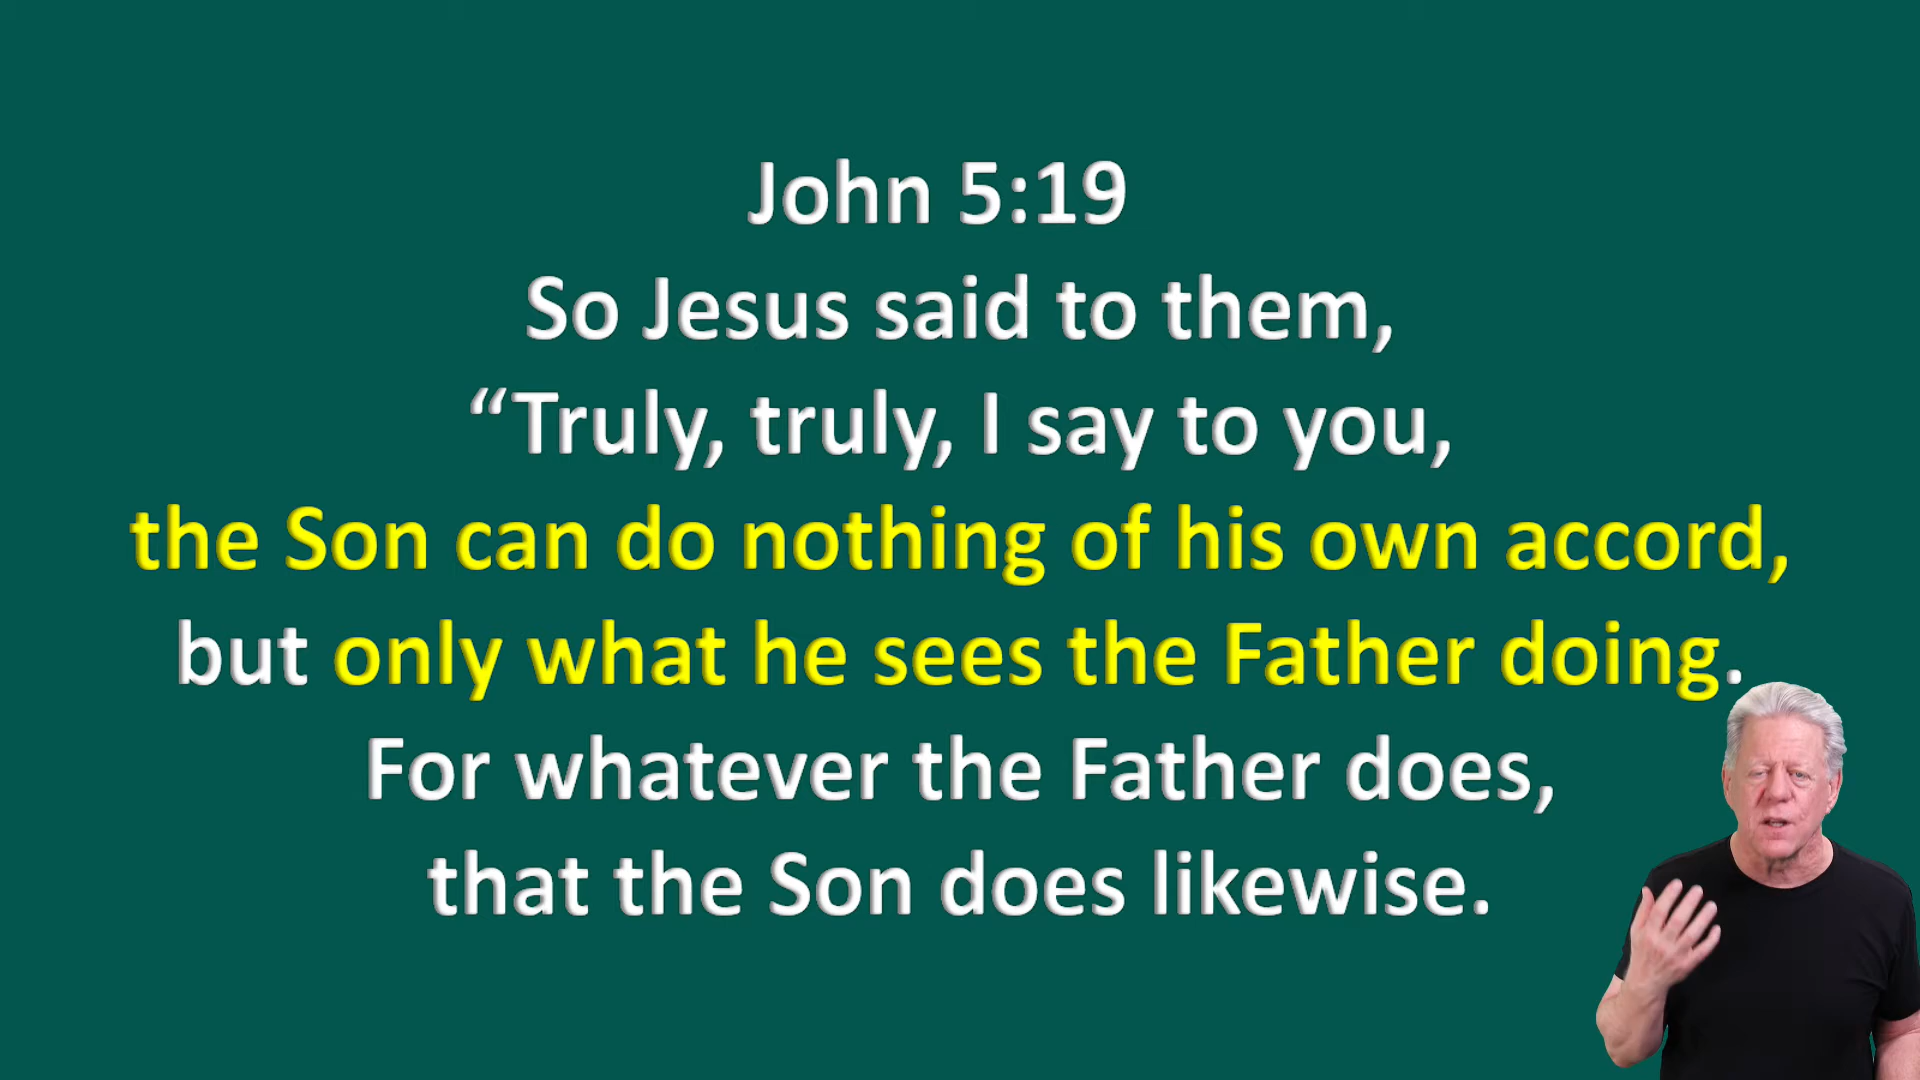 John 5:19
So Jesus said to them,
“Truly, truly, I say to you,
the Son can do nothing of his own accord,
but only what he sees the Father doing.
For whatever the Father does,
that the Son does likewise.